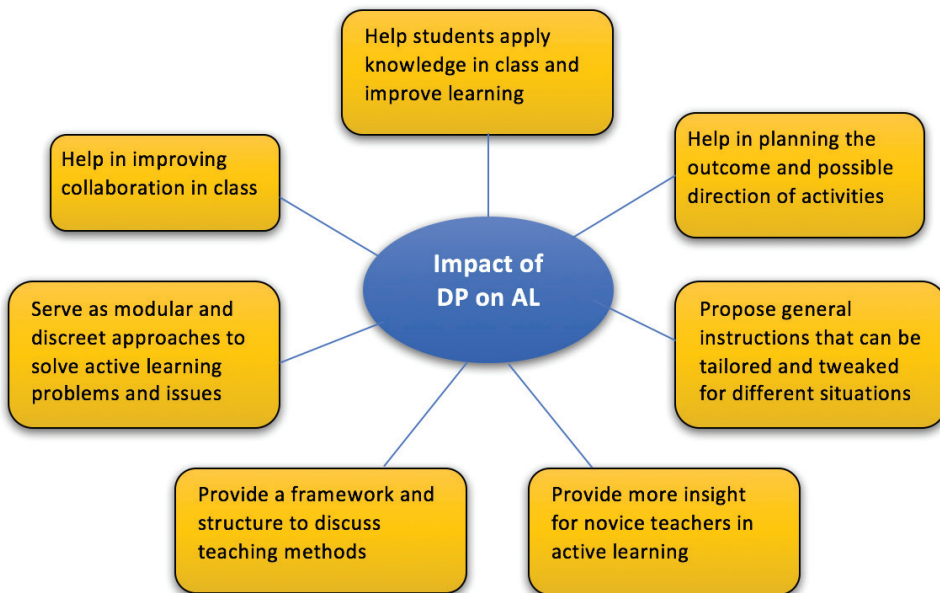 Help students apply
knowledge in class and
improve learning
Help in improving
collaboration in class
Help in planning the
outcome and possible
direction of activities
Impact of
DP on AL
Serve as modular and
discreet approaches to
solve active learning
problems and issues
Propose general
instructions that can be
tailored and tweaked
for different situations
Provide a framework and
structure to discuss
teaching methods
Provide more insight
for novice teachers in
active learning